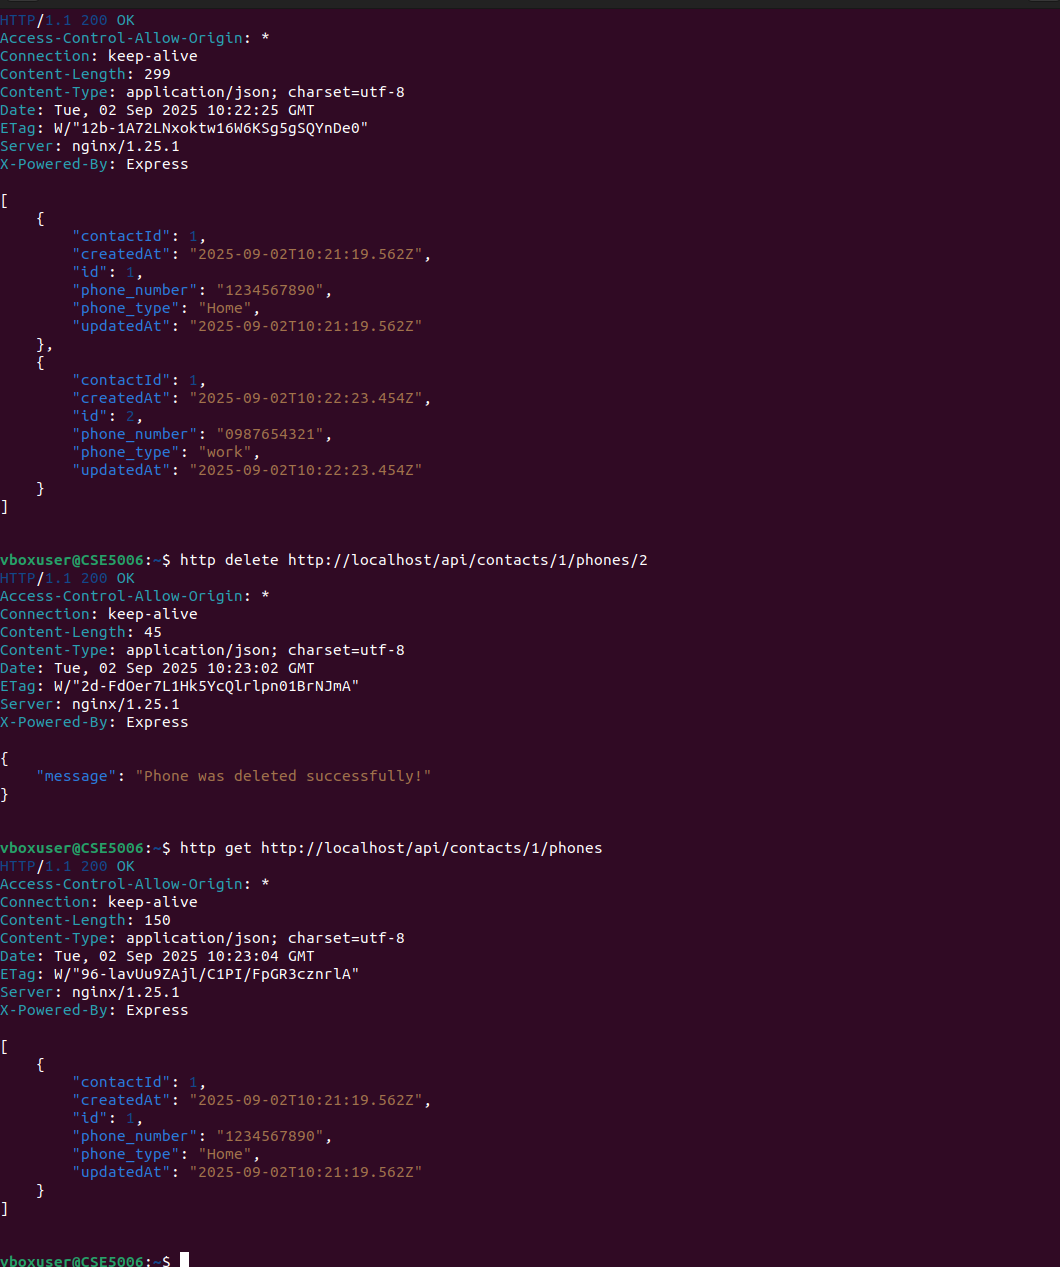 HTTP/1.1 200 OK
Access-Control-Allow-Origin: *
Connection: keep-alive
Content-Length: 299
Content-Type: application/json; charset=utf-8
Date: Tue, 02 Sep 2025 10:22:25 GMT
ETag: W/"12b-1A72LNxoktw16W6KSg5gSQYnDe0"
Server: nginx/1.25.1
X-Powered-By: Express

[
    {
        "contactId": 1,
        "createdAt": "2025-09-02T10:21:19.562Z",
        "id": 1,
        "phone_number": "1234567890",
        "phone_type": "Home",
        "updatedAt": "2025-09-02T10:21:19.562Z"
    },
    {
        "contactId": 1,
        "createdAt": "2025-09-02T10:22:23.454Z",
        "id": 2,
        "phone_number": "0987654321",
        "phone_type": "work",
        "updatedAt": "2025-09-02T10:22:23.454Z"
    }
]

vboxuser@CSE5006:~$ http delete http://localhost/api/contacts/1/phones/2
HTTP/1.1 200 OK
Access-Control-Allow-Origin: *
Connection: keep-alive
Content-Length: 45
Content-Type: application/json; charset=utf-8
Date: Tue, 02 Sep 2025 10:23:02 GMT
ETag: W/"2d-FdOer7L1Hk5YcQlrlpn01BrNJmA"
Server: nginx/1.25.1
X-Powered-By: Express

{
    "message": "Phone was deleted successfully!"
}

vboxuser@CSE5006:~$ http get http://localhost/api/contacts/1/phones
HTTP/1.1 200 OK
Access-Control-Allow-Origin: *
Connection: keep-alive
Content-Length: 150
Content-Type: application/json; charset=utf-8
Date: Tue, 02 Sep 2025 10:23:04 GMT
ETag: W/"96-lavUu9ZAjl/C1PI/FpGR3cznrlA"
Server: nginx/1.25.1
X-Powered-By: Express

[
    {
        "contactId": 1,
        "createdAt": "2025-09-02T10:21:19.562Z",
        "id": 1,
        "phone_number": "1234567890",
        "phone_type": "Home",
        "updatedAt": "2025-09-02T10:21:19.562Z"
    }
]

vboxuser@CSE5006:~$